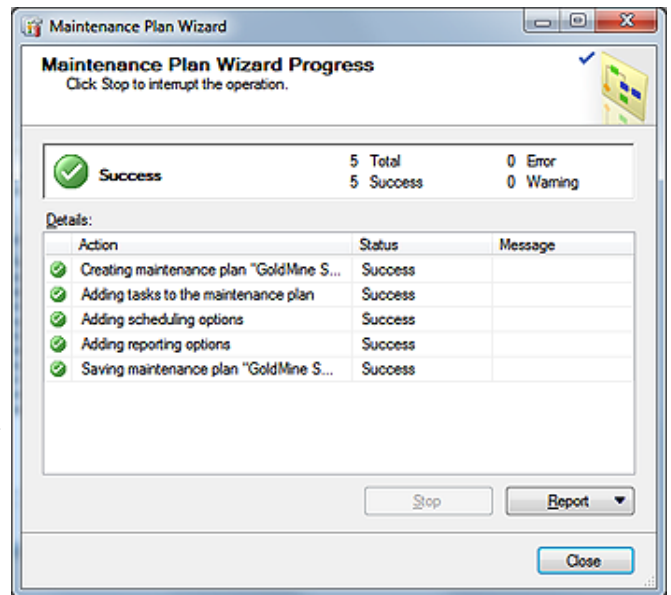 Maintenance Plan Wizard
Maintenance Plan Wizard Progress
Click Stop to interrupt the operation.
Success 5 Total 0 Error
5 Success 0 Warning
Details:
Action Status Message
Creating maintenance plan "GoldMine S... Success
Adding tasks to the maintenance plan Success
Adding scheduling options Success
Adding reporting options Success
Saving maintenance plan "GoldMine S... Success
Stop Report
Close